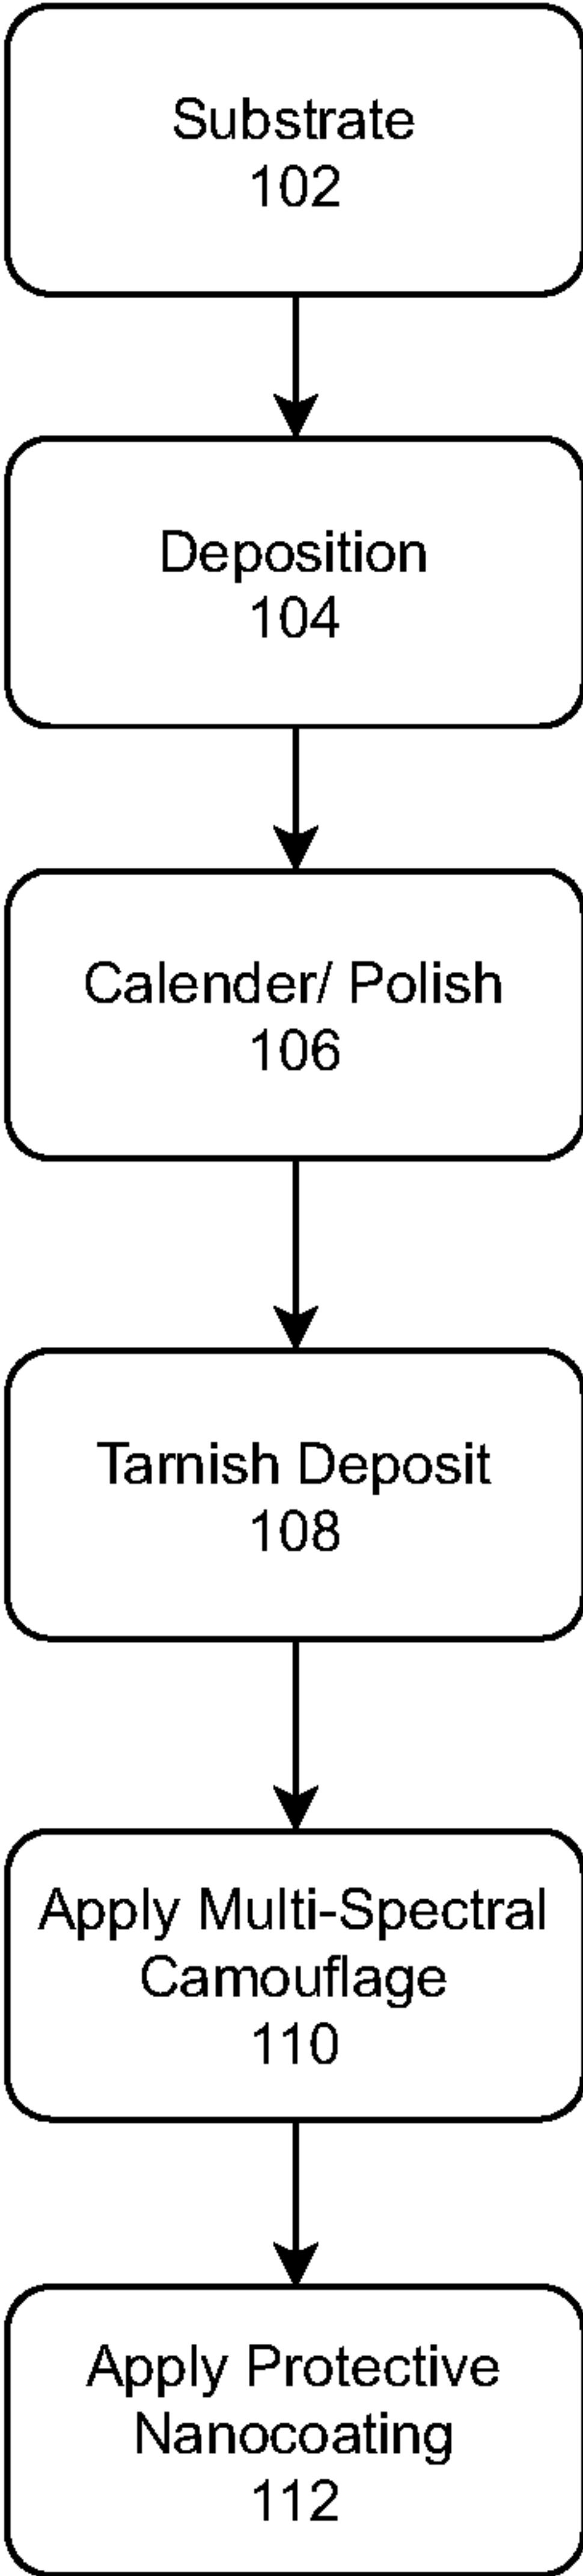 Substrate
102
Deposition
104
Calender/ Polish
106
Tarnish Deposit
108
Apply Multi-Spectral
Camouflage
110
Apply Protective
Nanocoating
112